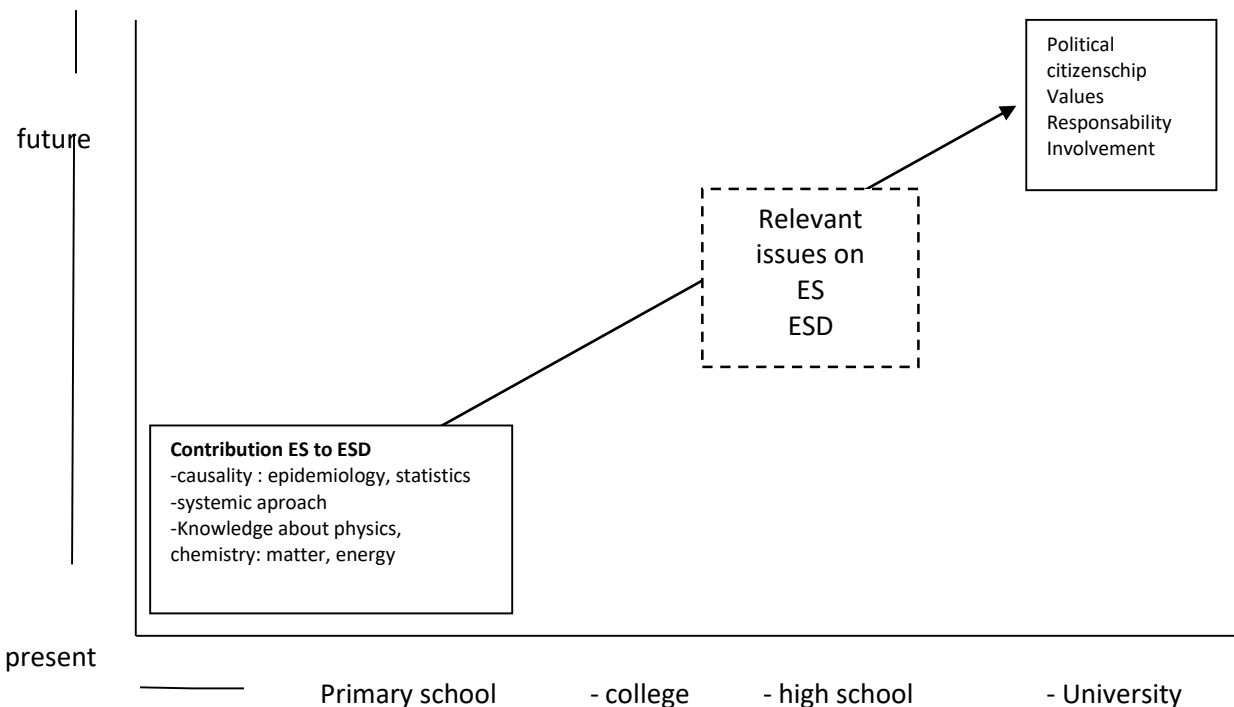 Political
citizenschip
Values
Responsability
Involvement
future
Relevant
issues on
ES
ESD
Contribution ES to ESD
-causality : epidemiology, statistics
-systemic aproach
-Knowledge about physics,
chemistry: matter, energy
present
Primary school - college - high school - University